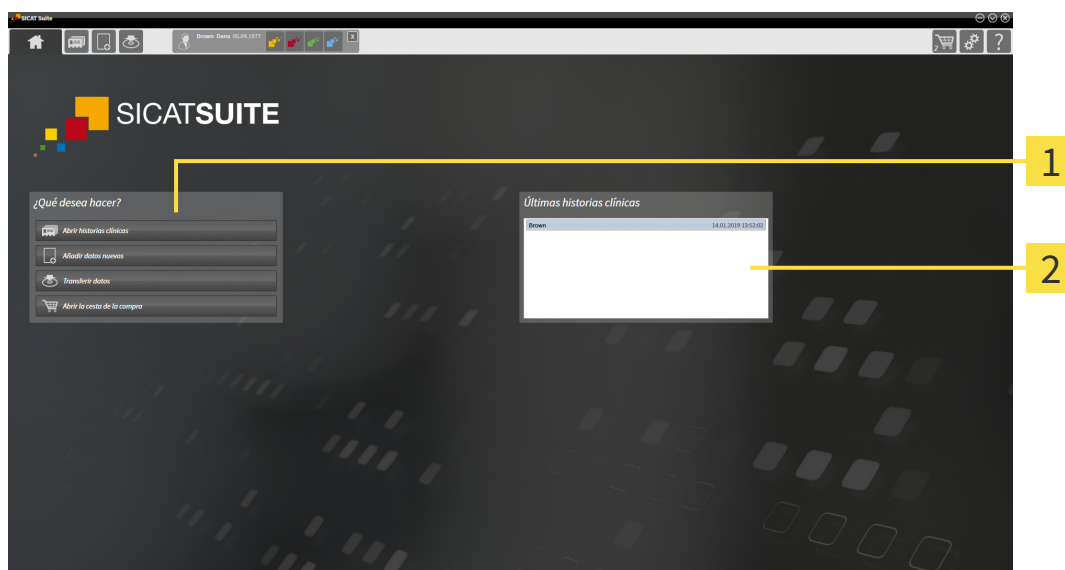 SICAT Suite
Brown Dana 06.04.1977
x
2
?
SICATSUITE
1
¿Qué desea hacer?
Abrir historias clínicas
Añadir datos nuevos
Transferir datos
Abrir la cesta de la compra
Últimas historias clínicas
Brown 14.01.2019 13:52:02
2